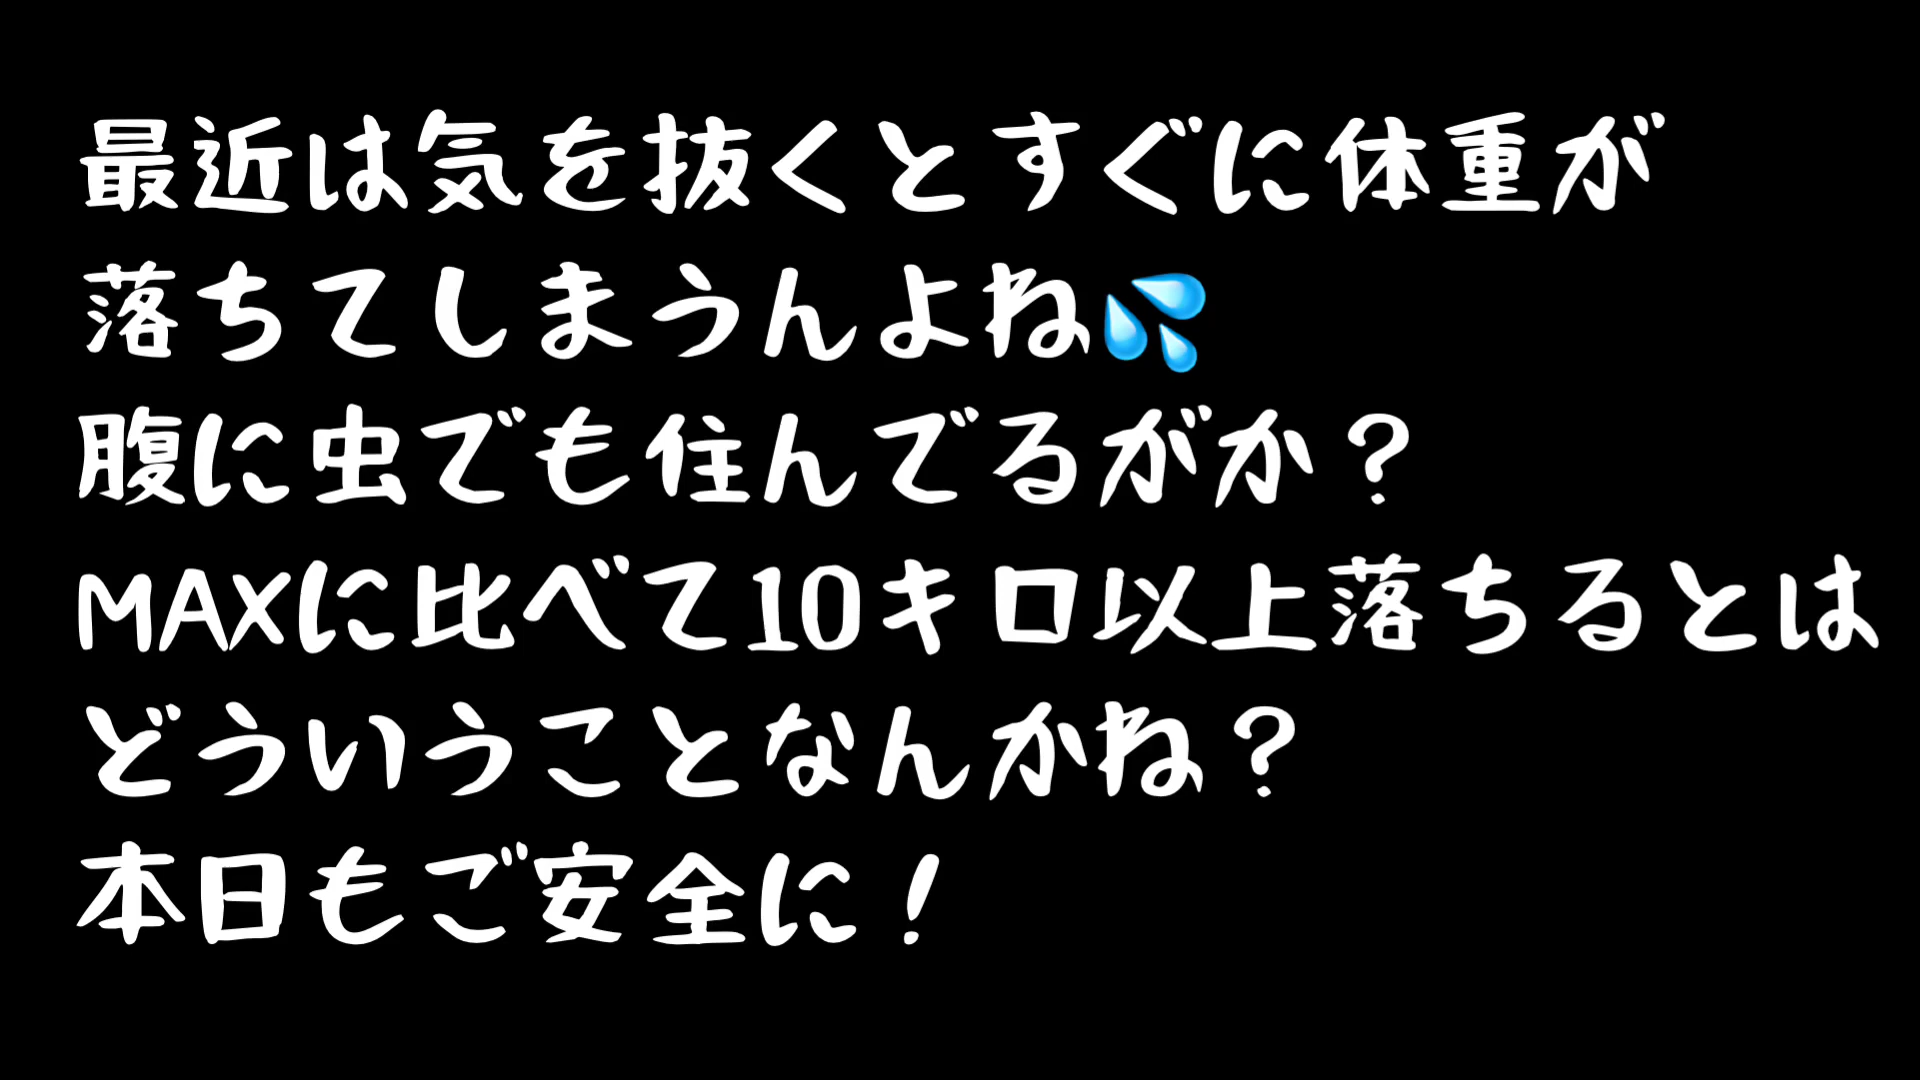 最近は気を抜くとすぐに体重が
落ちてしまうんよね💦
腹に虫でも住んでるがか？
MAXに比べて10キロ以上落ちるとは
どういうことなんかね？
本日もご安全に！